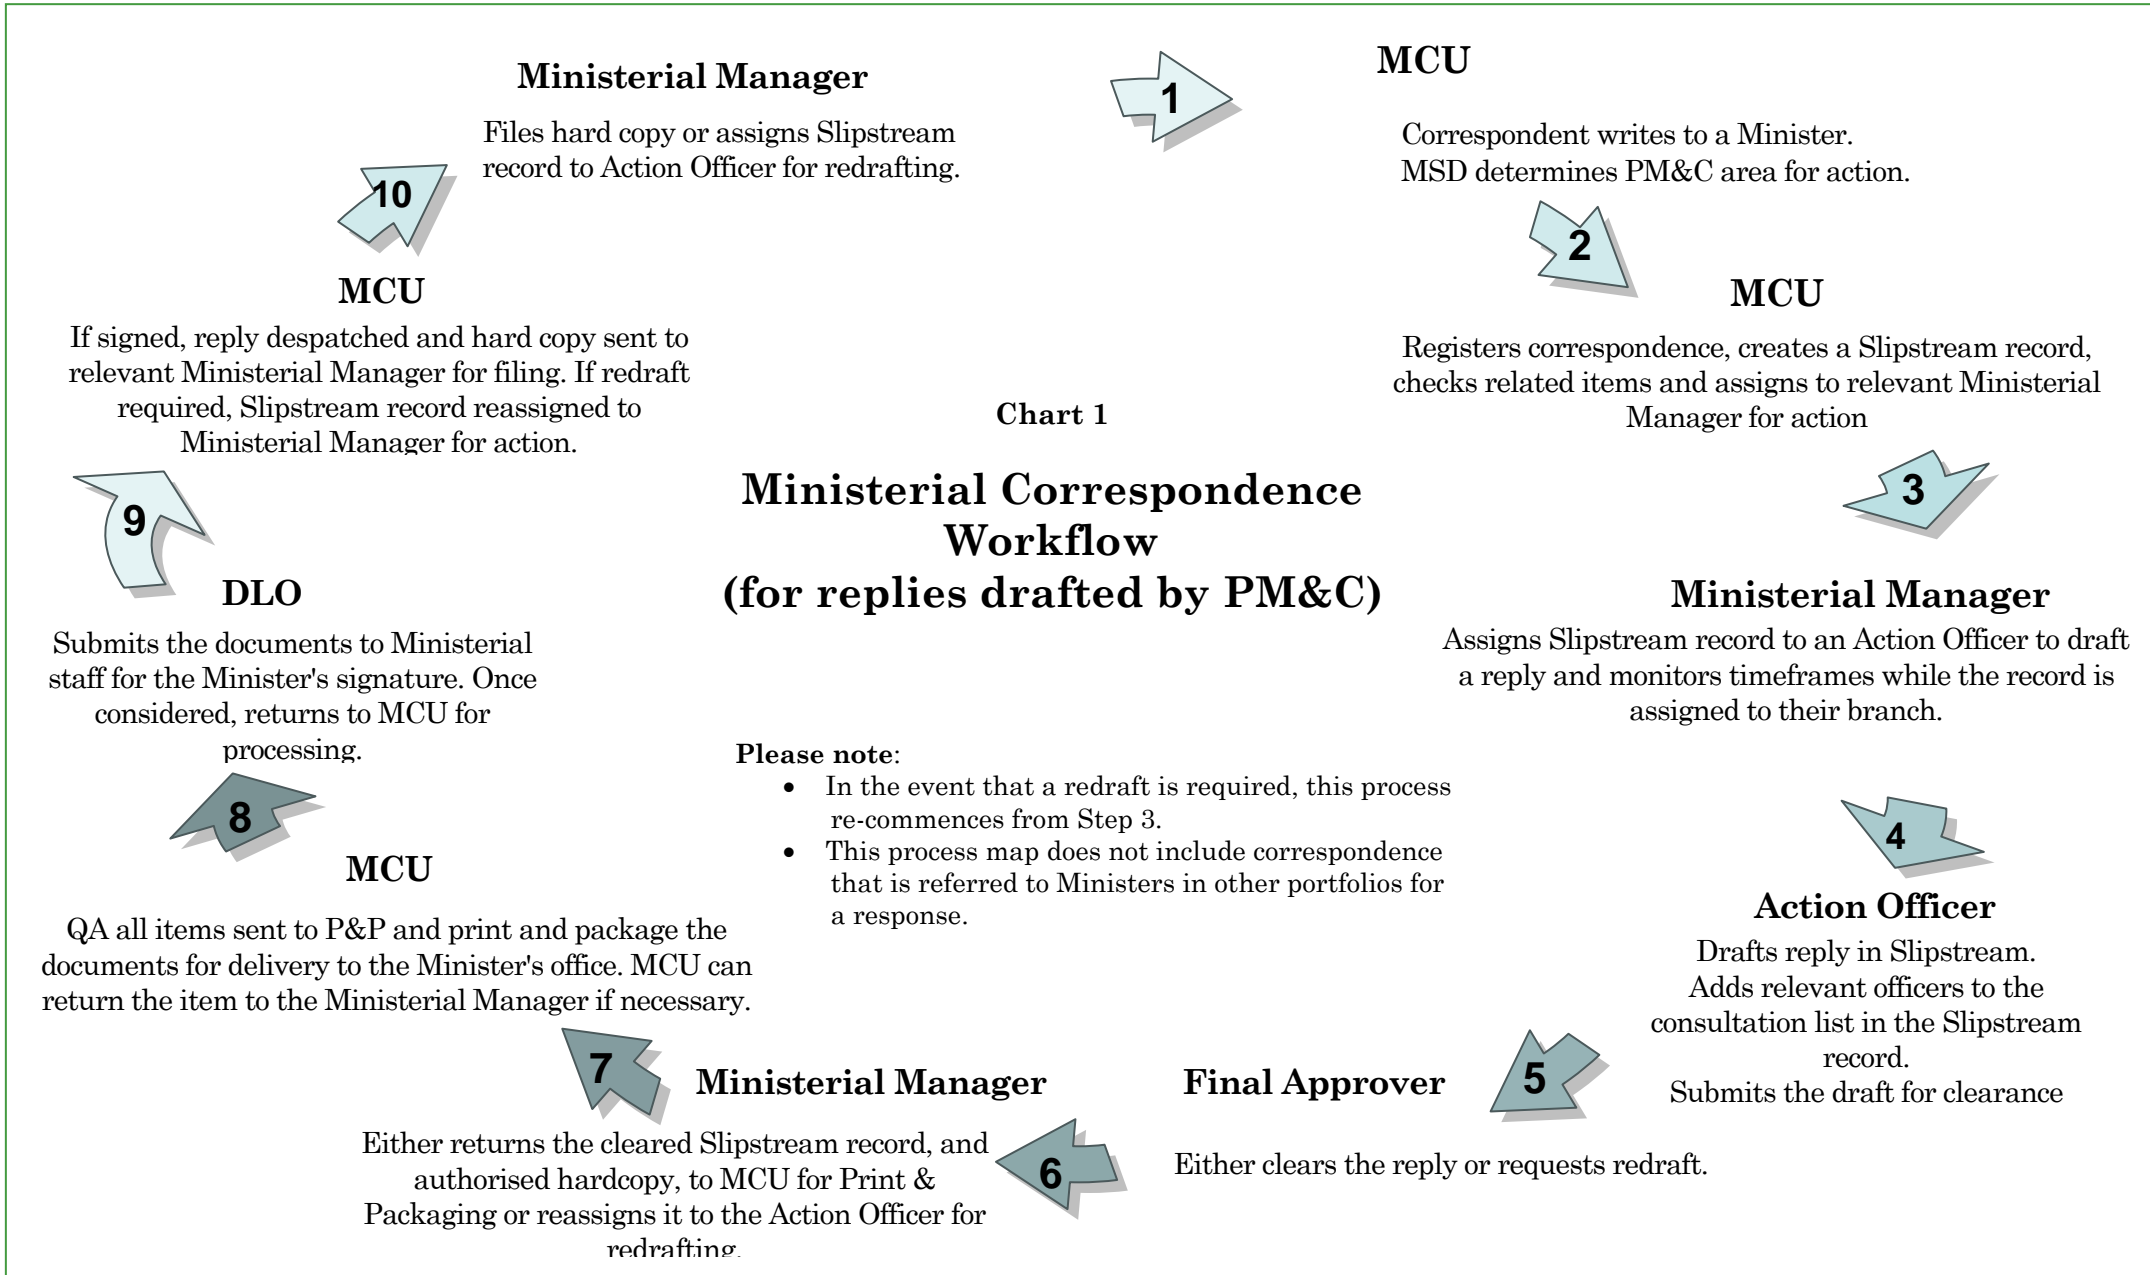 1
MCU
Correspondent writes to a Minister.
MSD determines PM&C area for action.
2
MCU
Registers correspondence, creates a Slipstream record,
checks related items and assigns to relevant Ministerial
Manager for action
3
Ministerial Manager
Assigns Slipstream record to an Action Officer to draft
a reply and monitors timeframes while the record is
assigned to their branch.
4
Action Officer
Drafts reply in Slipstream.
Adds relevant officers to the
consultation list in the Slipstream
record.
Submits the draft for clearance
5
Final Approver
Either clears the reply or requests redraft.
6
Ministerial Manager
Either returns the cleared Slipstream record, and
authorised hardcopy, to MCU for Print &
Packaging or reassigns it to the Action Officer for
redrafting.
7
MCU
QA all items sent to P&P and print and package the
documents for delivery to the Minister's office. MCU can
return the item to the Ministerial Manager if necessary.
8
DLO
Submits the documents to Ministerial
staff for the Minister's signature. Once
considered, returns to MCU for
processing.
9
MCU
If signed, reply despatched and hard copy sent to
relevant Ministerial Manager for filing. If redraft
required, Slipstream record reassigned to
Ministerial Manager for action.
10
Ministerial Manager
Files hard copy or assigns Slipstream
record to Action Officer for redrafting.
Chart 1
Ministerial Correspondence
Workflow
(for replies drafted by PM&C)
Please note:
• In the event that a redraft is required, this process
re-commences from Step 3.
• This process map does not include correspondence
that is referred to Ministers in other portfolios for
a response.